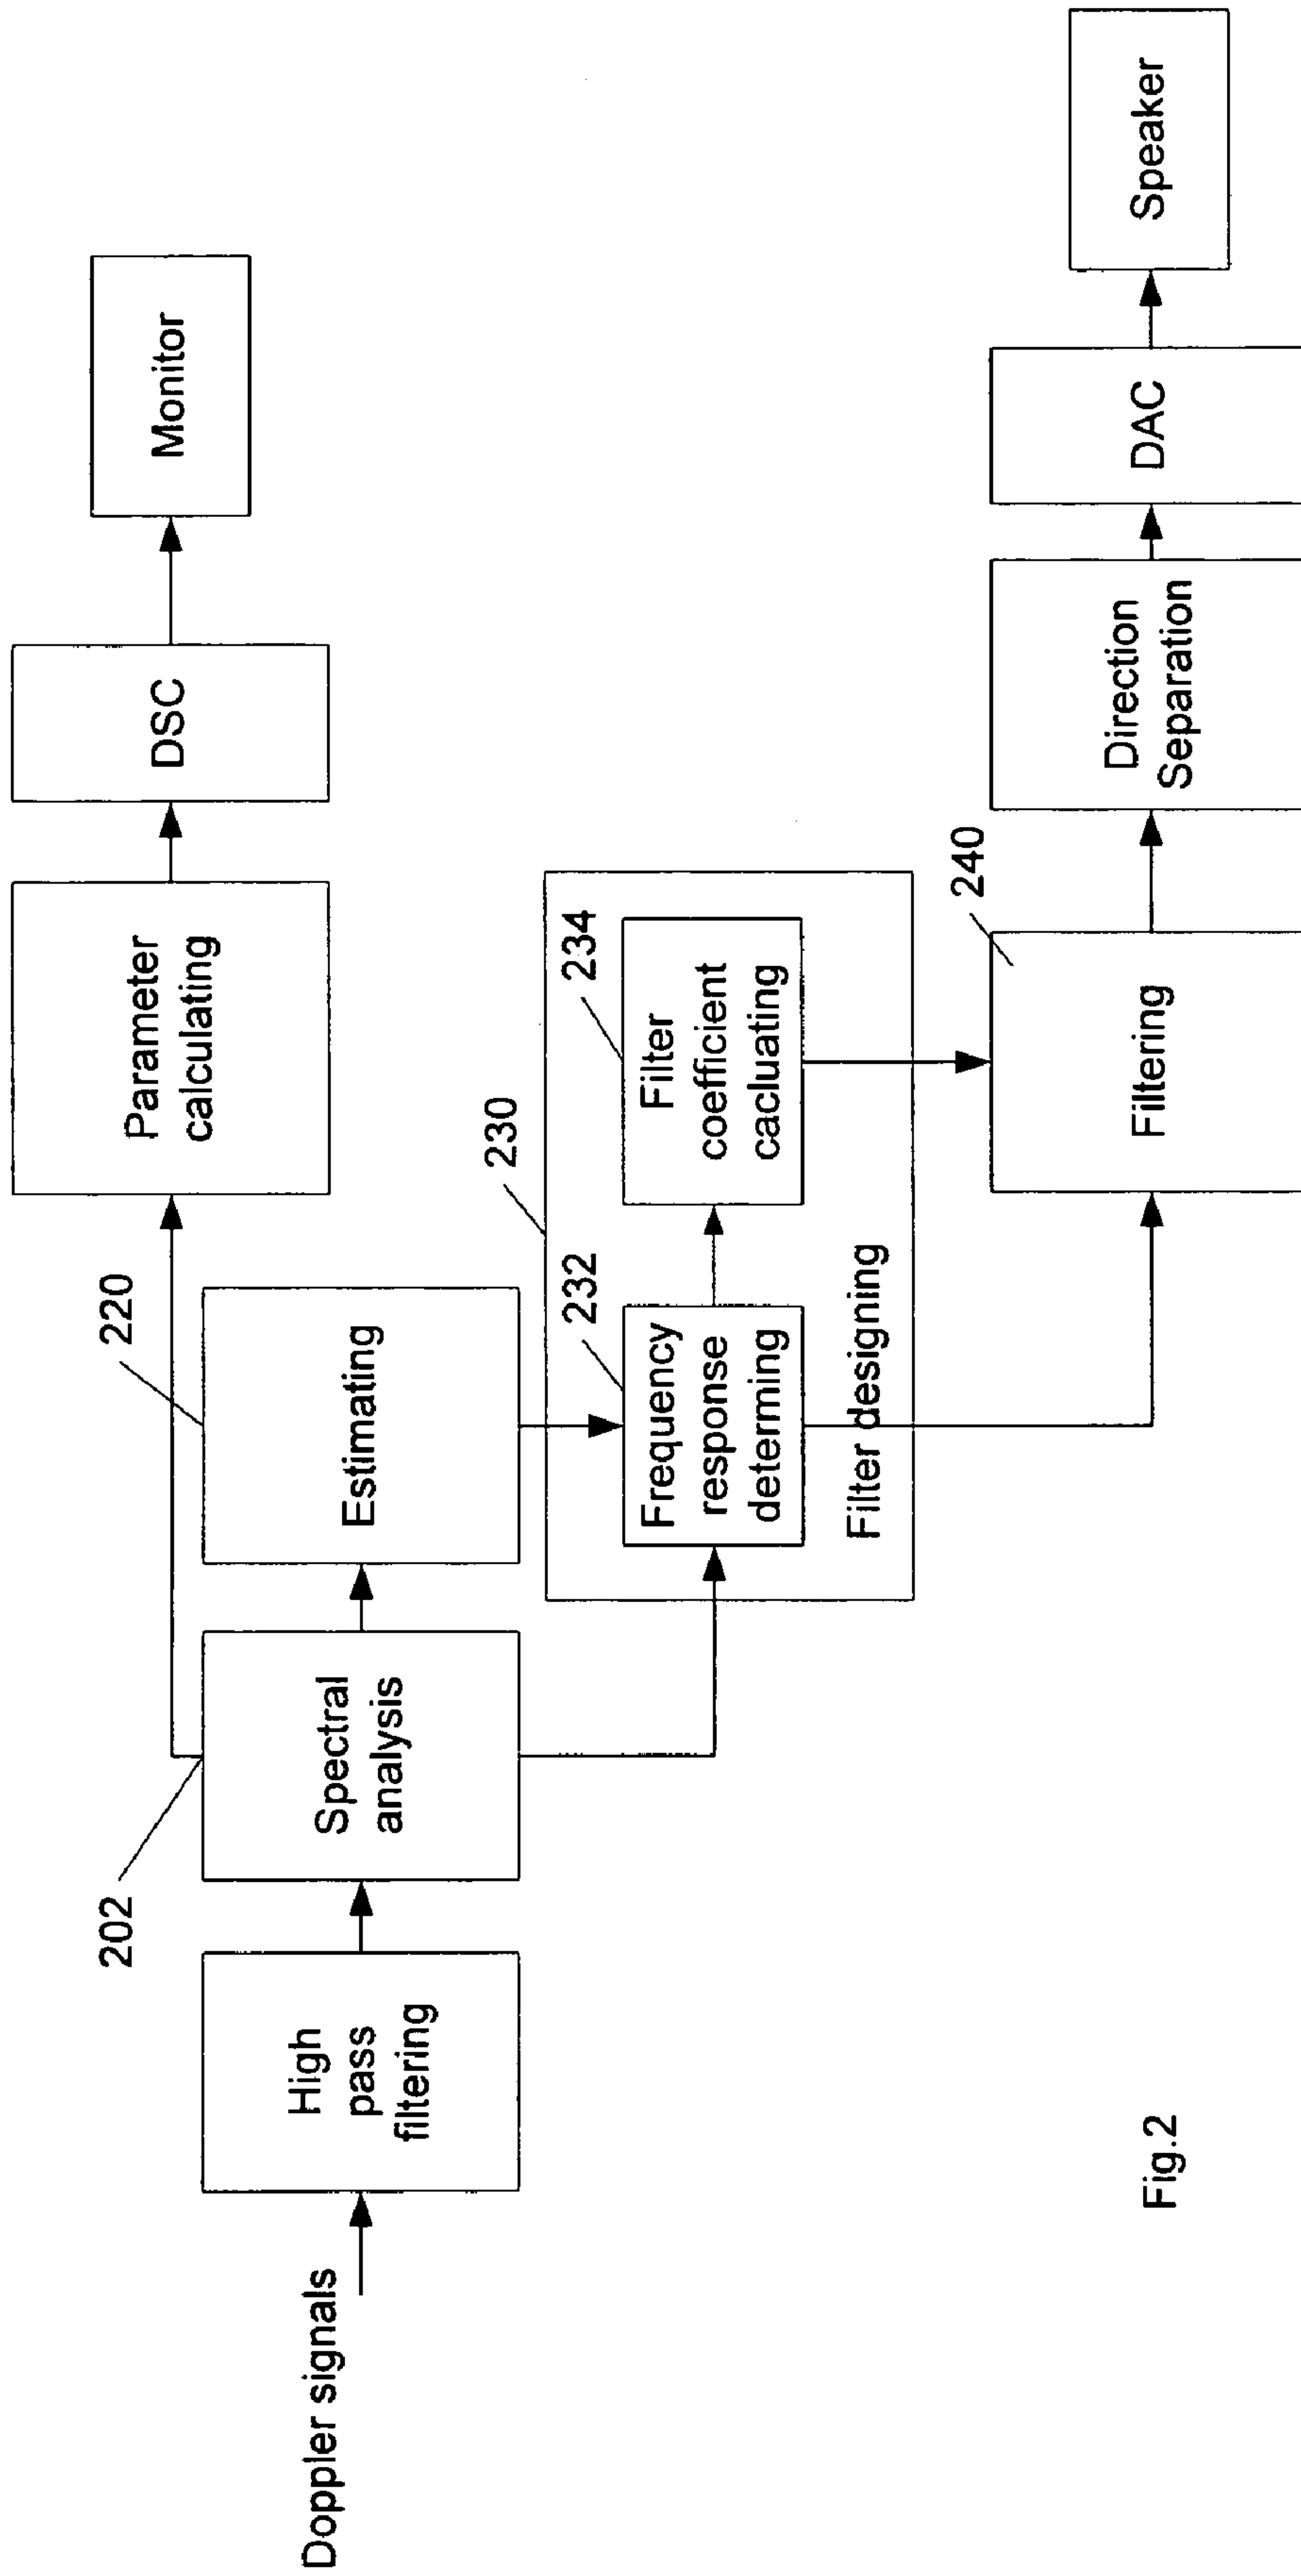 Doppler signals
High
pass
filtering
202
Spectral
analysis
220
Estimating
Parameter
calculating
DSC
Monitor
230
232
Frequency
response
determining
234
Filter
coefficient
cacluating
Filter designing
240
Filtering
Direction
Separation
DAC
Speaker
Fig.2